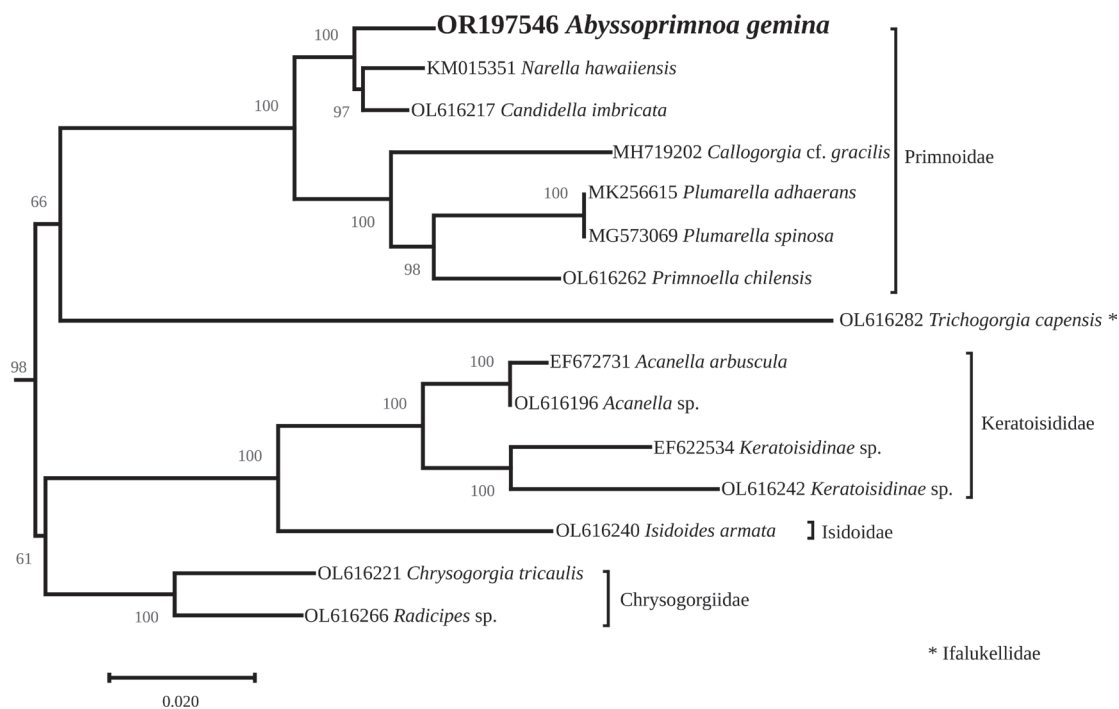 100
OR197546 Abyssoprimnoa gemina
KM015351 Narella hawaiiensis
100
97
OL616217 Candidella imbricata
MH719202 Callogorgia cf. gracilis
Primnoidae
100
MK256615 Plumarella adhaerans
66
100
MG573069 Plumarella spinosa
98
OL616262 Primnoella chilensis
OL616282 Trichogorgia capensis *
98
100
EF672731 Acanella arbuscula
100
OL616196 Acanella sp.
Keratoisididae
100
EF622534 Keratoisidinae sp.
100
OL616242 Keratoisidinae sp.
OL616240 Isidoides armata
Isidoidae
61
OL616221 Chrysogorgia tricaulis
Chrysogorgiidae
100
OL616266 Radicipes sp.
* Ifalukellidae
0.020